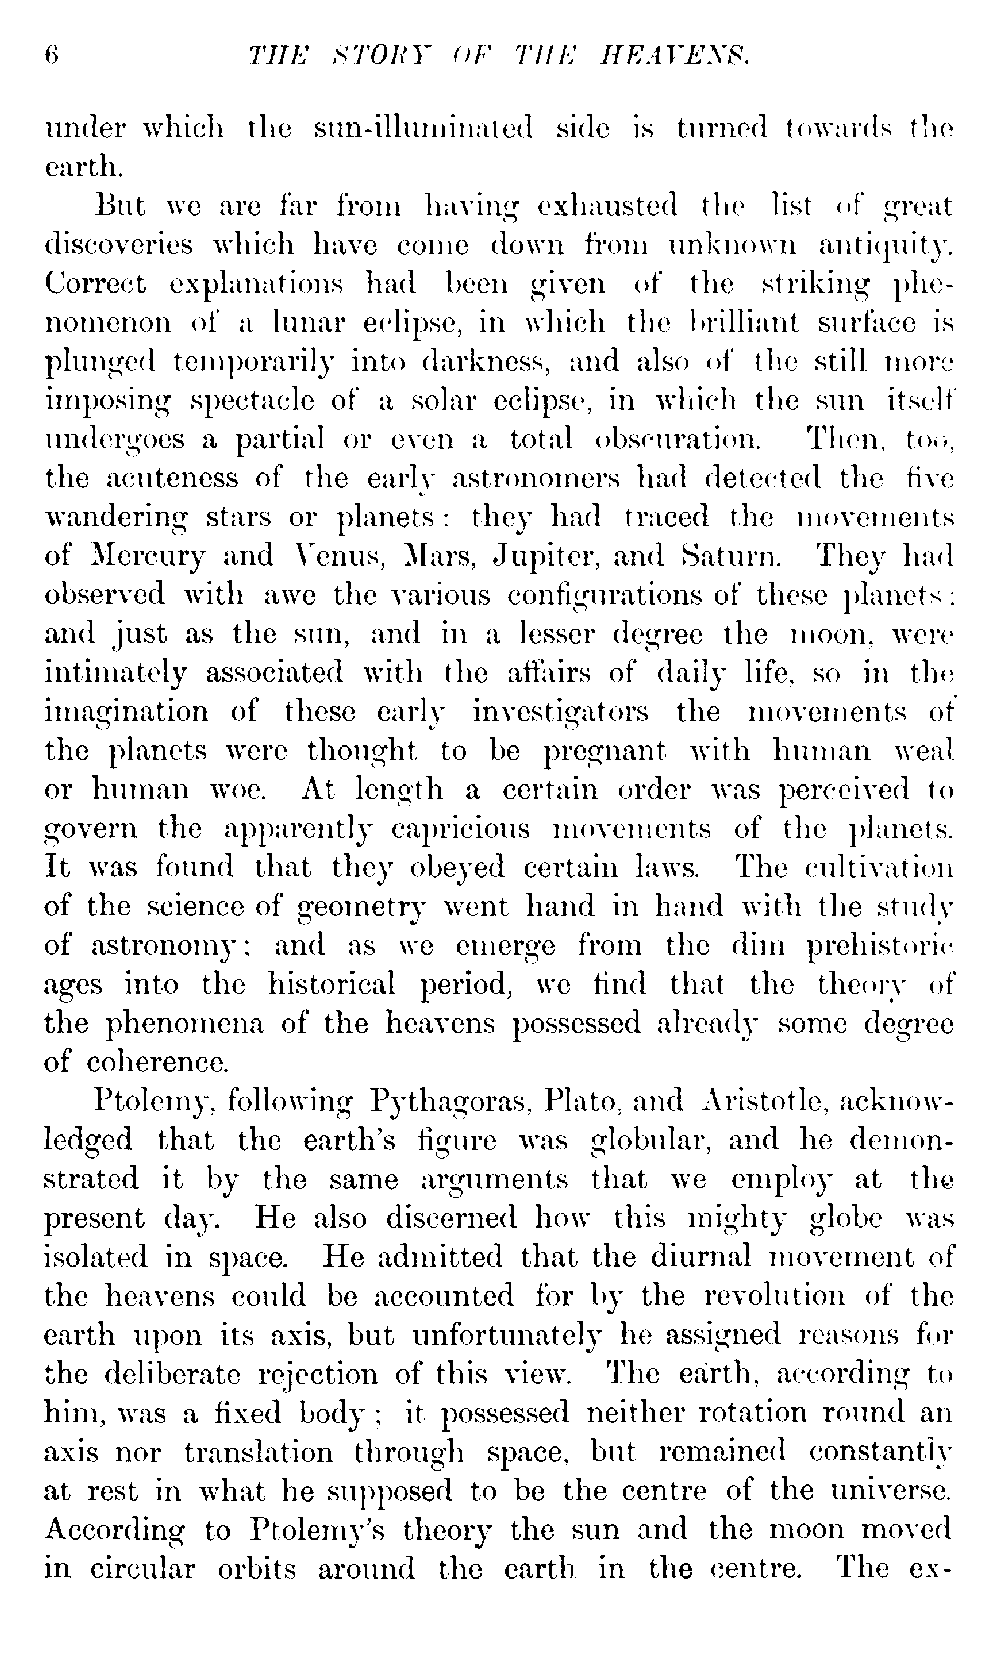 6 THE STORY OF THE HEAVENS.
under which the sun-illuminated side is turned towards the
earth.
But we are far from having exhausted the list of great
discoveries which have come down from unknown antiquity.
Correct explanations had been given of the striking phe-
nomenon of a lunar eclipse, in which the brilliant surface is
plunged temporarily into darkness, and also of the still more
imposing spectacle of a solar eclipse, in which the sun itself
undergoes a partial or even a total obscuration. Then, too,
the acuteness of the early astronomers had detected the five
wandering stars or planets: they had traced the movements
of Mercury and Venus, Mars, Jupiter, and Saturn. They had
observed with awe the various configurations of these planets:
and just as the sun, and in a lesser degree the moon, were
intimately associated with the affairs of daily life, so in the
imagination of these early investigators the movements of
the planets were thought to be pregnant with human weal
or human woe. At length a certain order was perceived to
govern the apparently capricious movements of the planets.
It was found that they obeyed certain laws. The cultivation
of the science of geometry went hand in hand with the study
of astronomy: and as we emerge from the dim prehistoric
ages into the historical period, we find that the theory of
the phenomena of the heavens possessed already some degree
of coherence.
Ptolemy, following Pythagoras, Plato, and Aristotle, acknow-
ledged that the earth's figure was globular, and he demon-
strated it by the same arguments that we employ at the
present day. He also discerned how this mighty globe was
isolated in space. He admitted that the diurnal movement of
the heavens could be accounted for by the revolution of the
earth upon its axis, but unfortunately he assigned reasons for
the deliberate rejection of this view. The earth, according to
him, was a fixed body; it possessed neither rotation round an
axis nor translation through space, but remained constantly
at rest in what he supposed to be the centre of the universe.
According to Ptolemy's theory the sun and the moon moved
in circular orbits around the earth in the centre. The ex-